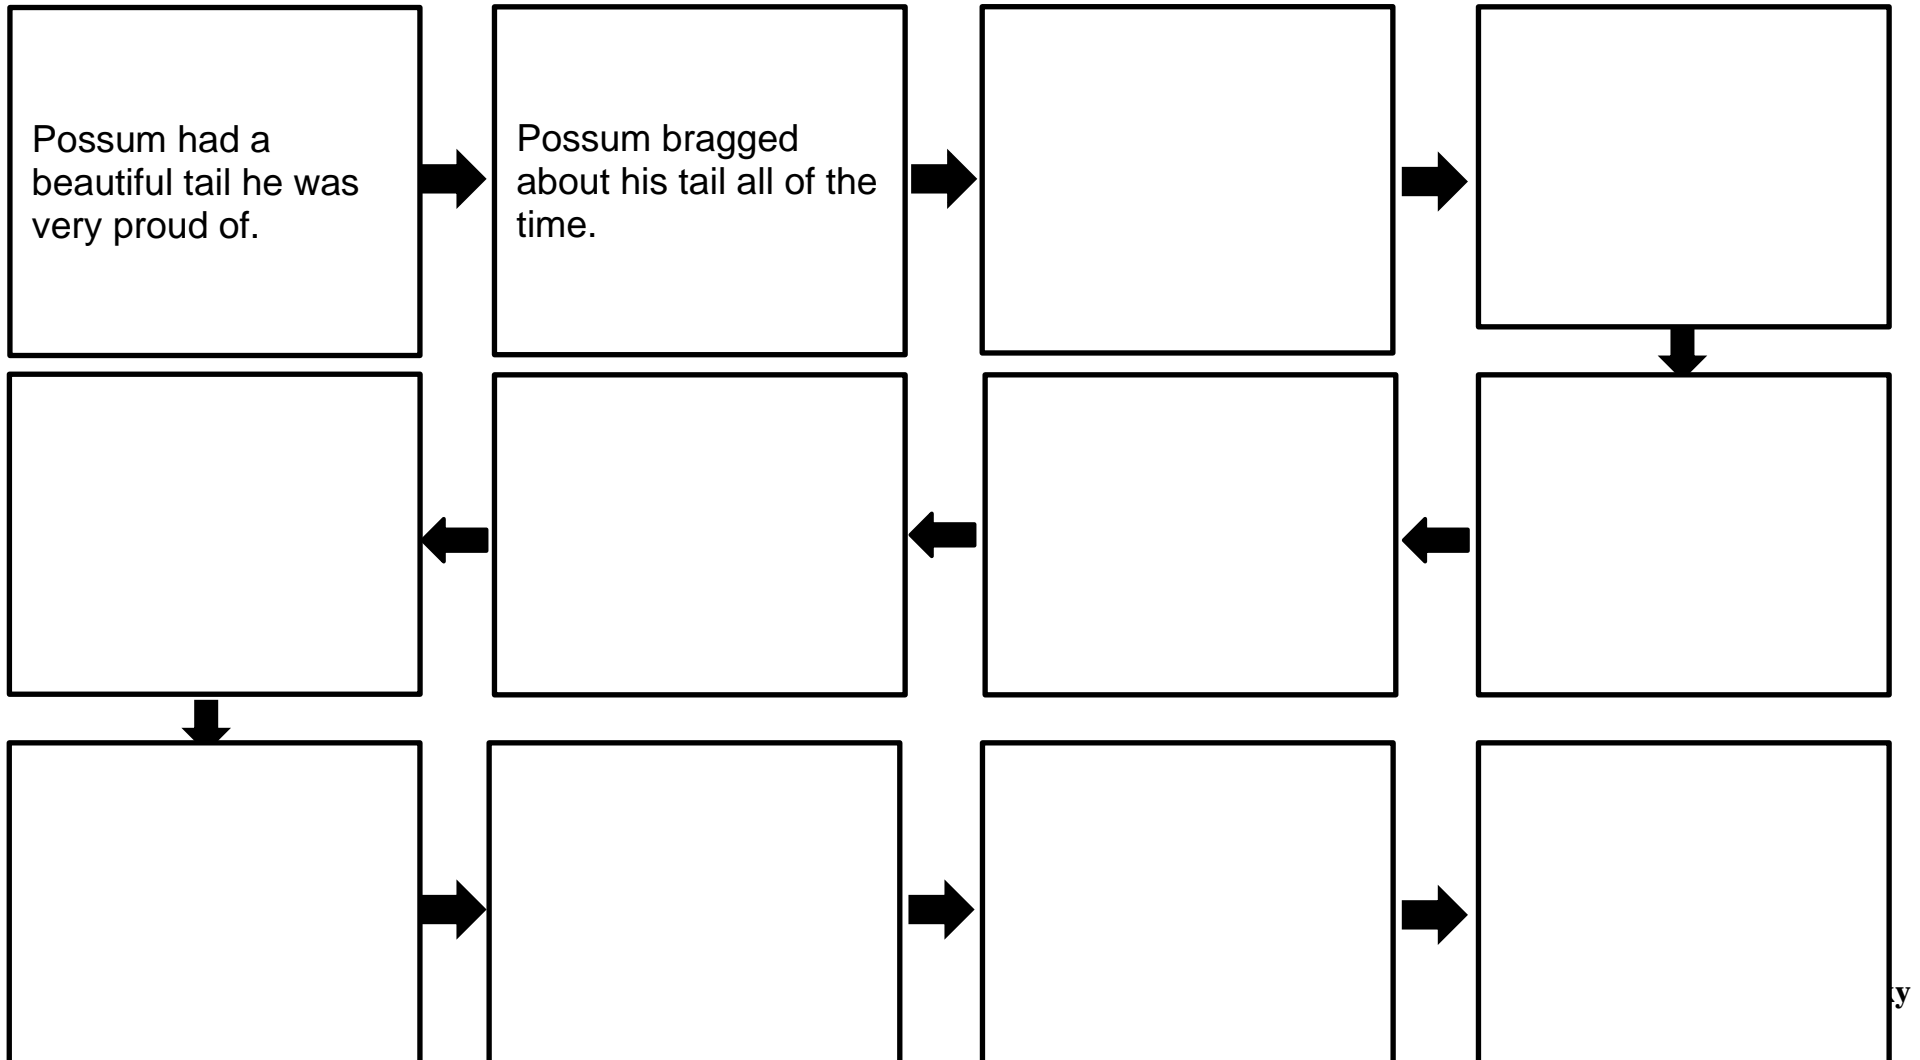 Possum had a
beautiful tail he was
very proud of.
Possum bragged
about his tail all of the
time.